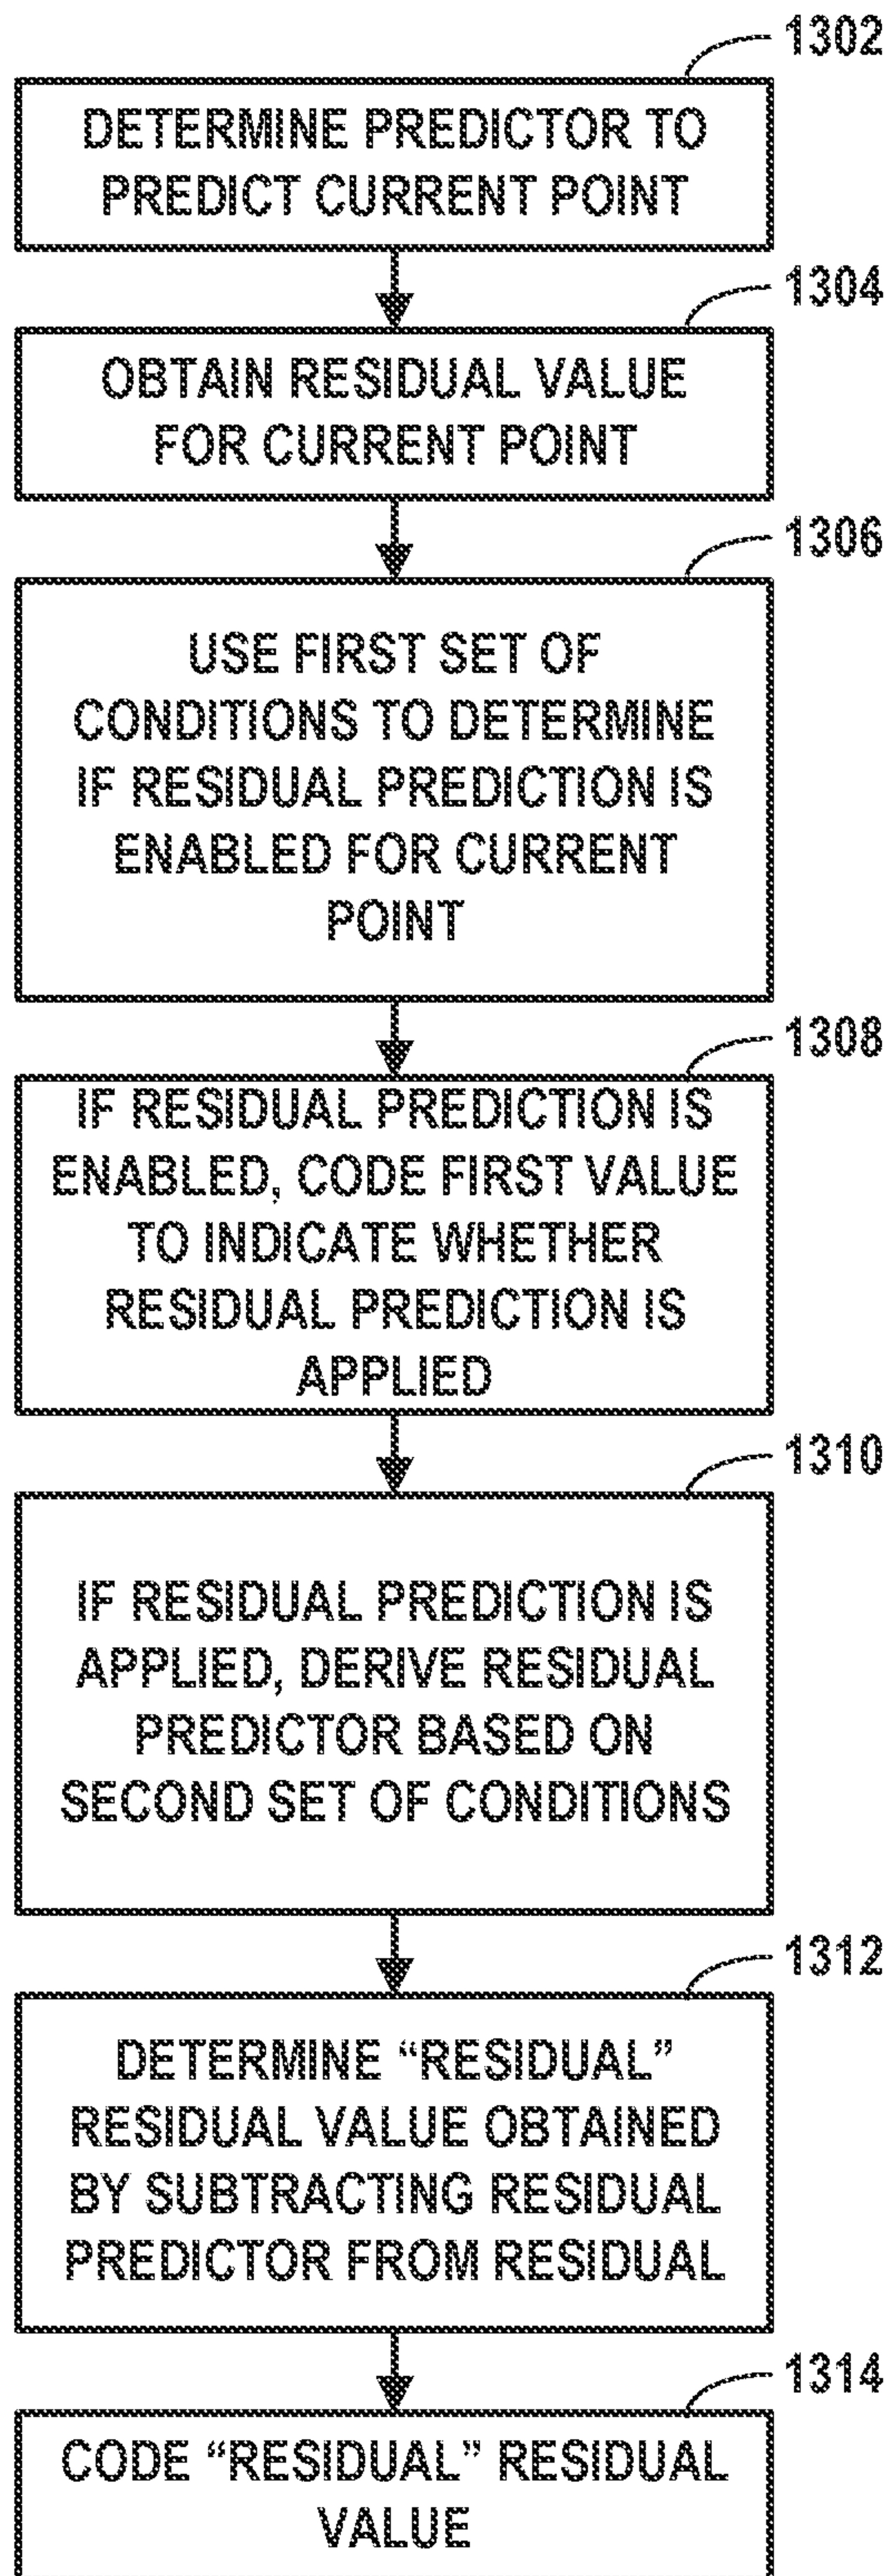 1302
DETERMINE PREDICTOR TO
PREDICT CURRENT POINT
1304
OBTAIN RESIDUAL VALUE
FOR CURRENT POINT
1306
USE FIRST SET OF
CONDITIONS TO DETERMINE
IF RESIDUAL PREDICTION IS
ENABLED FOR CURRENT
POINT
1308
IF RESIDUAL PREDICTION IS
ENABLED, CODE FIRST VALUE
TO INDICATE WHETHER
RESIDUAL PREDICTION IS
APPLIED
1310
IF RESIDUAL PREDICTION IS
APPLIED, DERIVE RESIDUAL
PREDICTOR BASED ON
SECOND SET OF CONDITIONS
1312
DETERMINE “RESIDUAL”
RESIDUAL VALUE OBTAINED
BY SUBTRACTING RESIDUAL
PREDICTOR FROM RESIDUAL
1314
CODE “RESIDUAL” RESIDUAL
VALUE